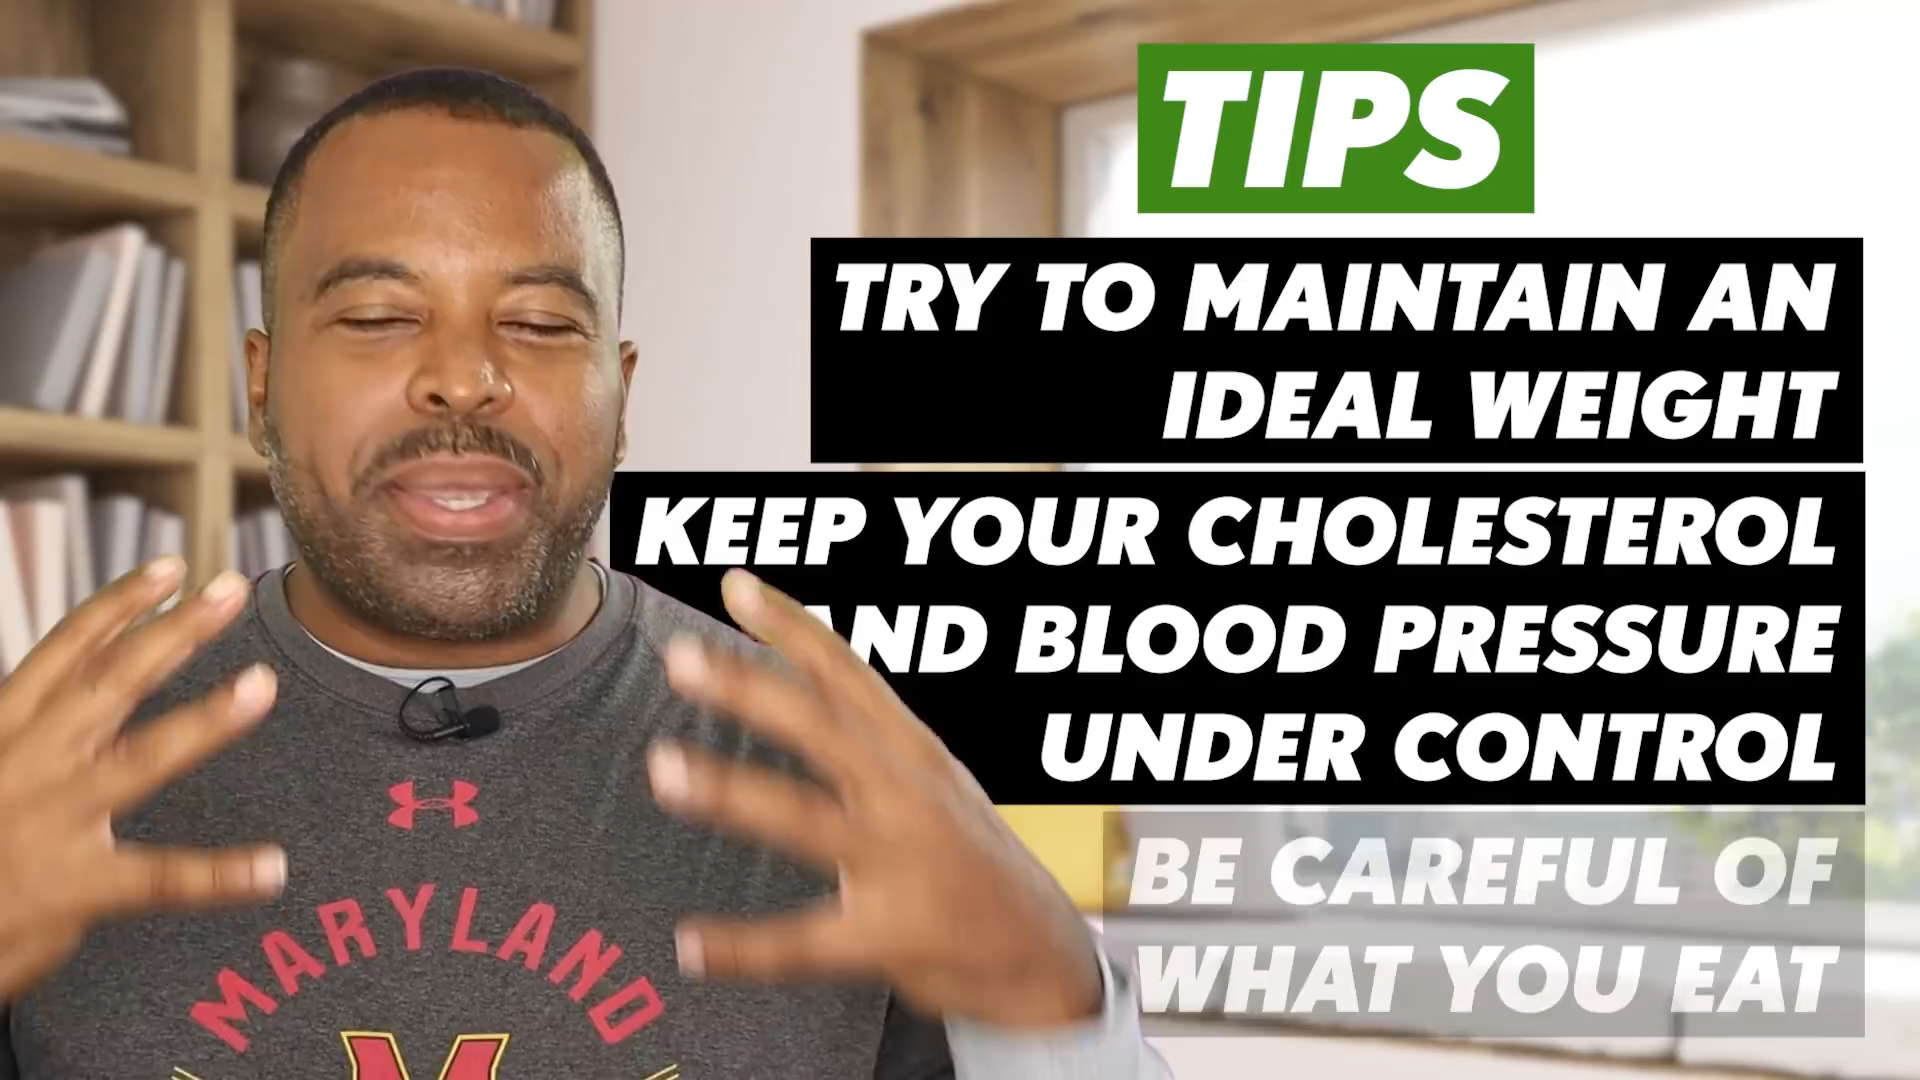 TIPS
TRY TO MAINTAIN AN
IDEAL WEIGHT
KEEP YOUR CHOLESTEROL
AND BLOOD PRESSURE
UNDER CONTROL
BE CAREFUL OF
WHAT YOU EAT
MARYLAND
M